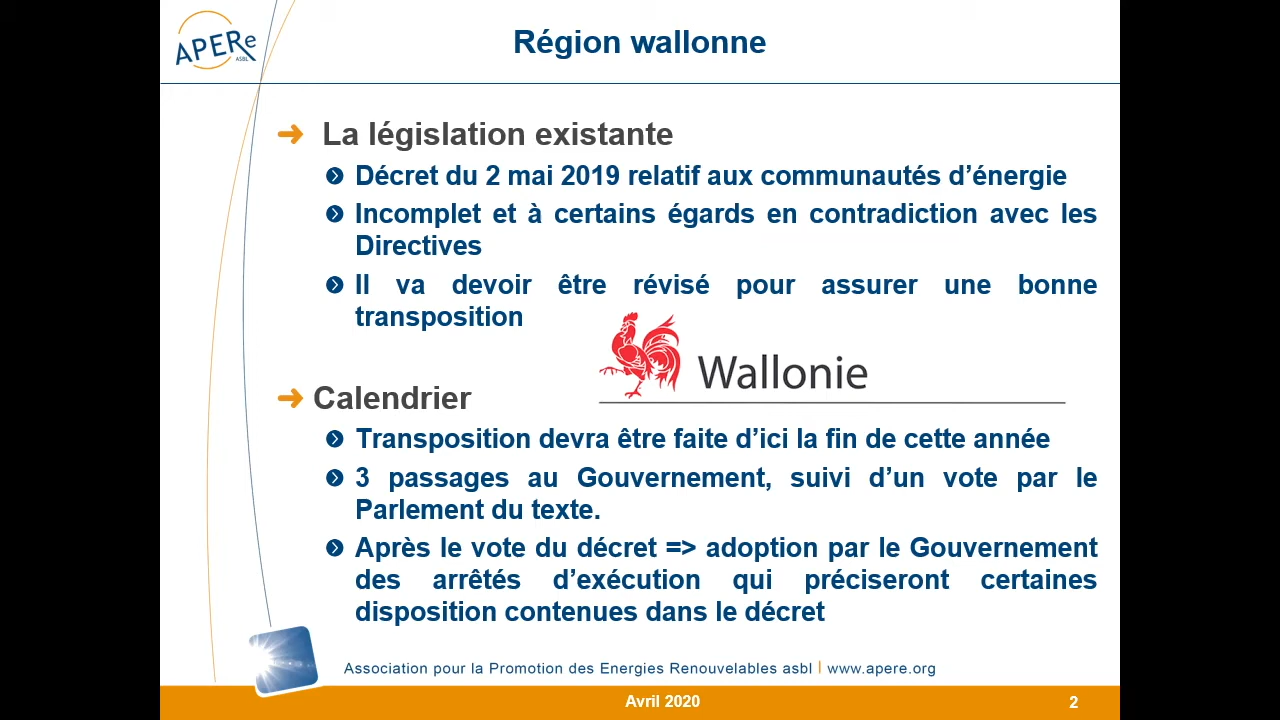 APERe
ASBL
Région wallonne
La législation existante
Décret du 2 mai 2019 relatif aux communautés d’énergie
Incomplet et à certains égards en contradiction avec les
Directives
Il va devoir être révisé pour assurer une bonne
transposition
Wallonie
Calendrier
Transposition devra être faite d’ici la fin de cette année
3 passages au Gouvernement, suivi d’un vote par le
Parlement du texte.
Après le vote du décret => adoption par le Gouvernement
des arrêtés d’exécution qui préciseront certaines
disposition contenues dans le décret
Association pour la Promotion des Energies Renouvelables asbl | www.apere.org
Avril 2020
2